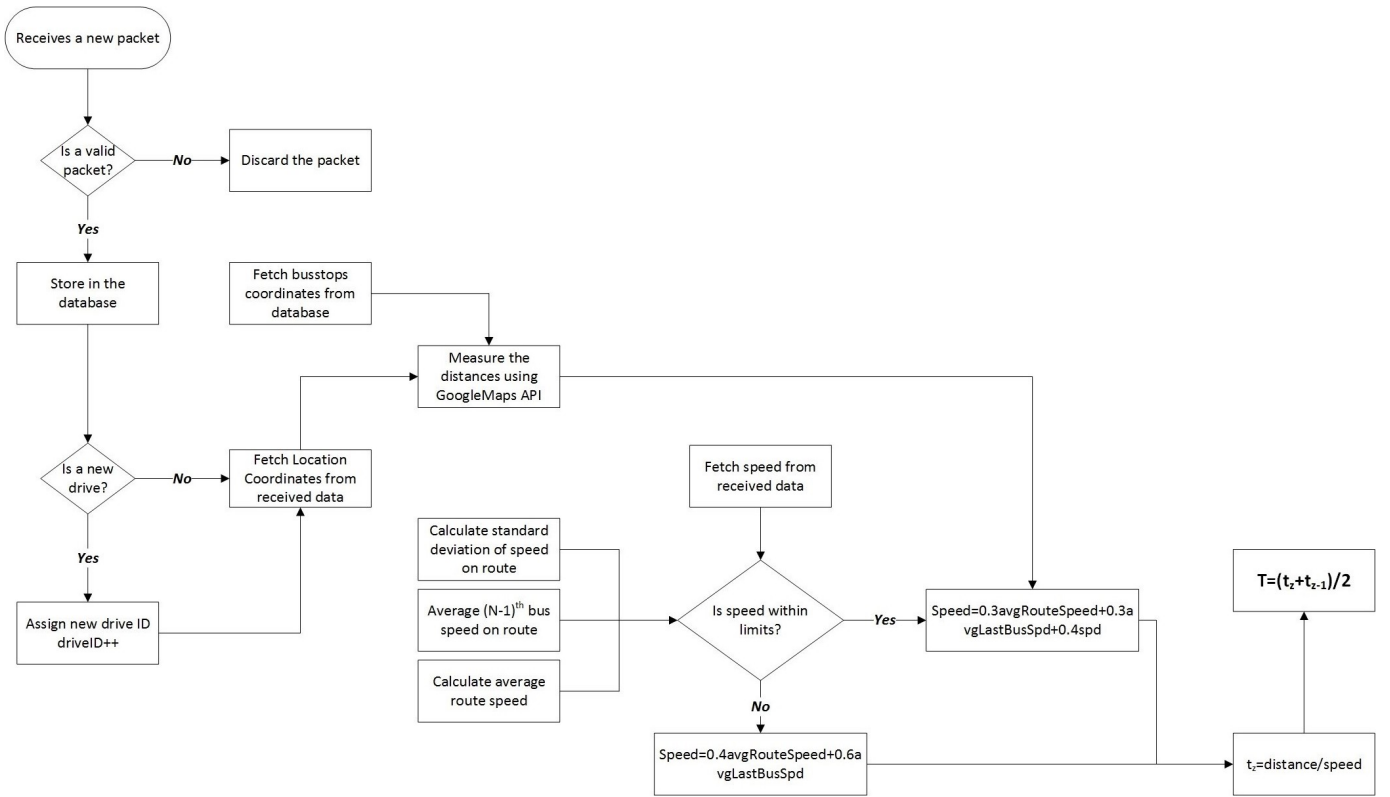 Receives a new packet
Is a valid
packet?
No
Discard the packet
Yes
Store in the
database
Fetch busstops
coordinates from
database
Measure the
distances using
GoogleMaps API
Is a new
drive?
No
Fetch Location
Coordinates from
received data
Yes
Assign new drive ID
driveID++
Fetch speed from
received data
Calculate standard
deviation of speed
on route
Average (N-1)th bus
speed on route
Calculate average
route speed
Is speed within
limits?
Yes
Speed=0.3avgRouteSpeed+0.3a
vgLastBusSpd+0.4spd
No
Speed=0.4avgRouteSpeed+0.6a
vgLastBusSpd
tz=distance/speed
T=(tz+tz-1)/2